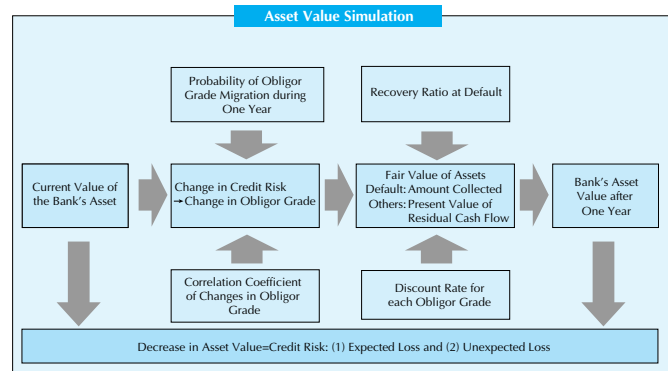 Asset Value Simulation
Probability of Obligor
Grade Migration during
One Year
Recovery Ratio at Default
Current Value of
the Bank's Asset
Change in Credit Risk
→Change in Obligor Grade
Fair Value of Assets
Default: Amount Collected
Others: Present Value of
Residual Cash Flow
Bank's Asset
Value after
One Year
Correlation Coefficient
of Changes in Obligor
Grade
Discount Rate for
each Obligor Grade
Decrease in Asset Value=Credit Risk: (1) Expected Loss and (2) Unexpected Loss